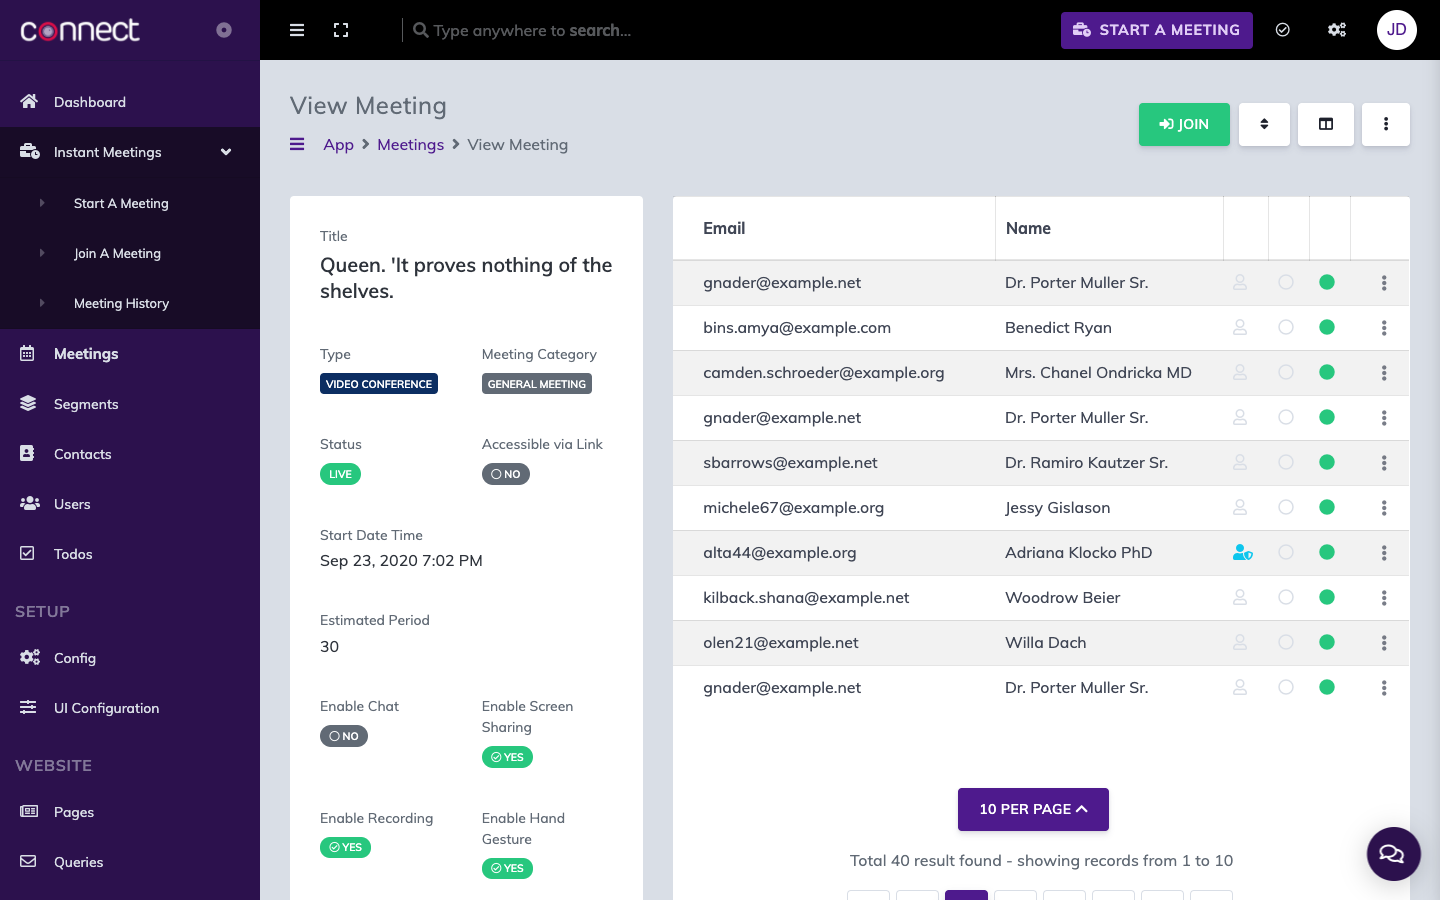 connect
Type anywhere to search...
START A MEETING
JD
Dashboard
Instant Meetings
Start A Meeting
Join A Meeting
Meeting History
Meetings
Segments
Contacts
Users
Todos
SETUP
Config
UI Configuration
WEBSITE
Pages
Queries
View Meeting
App > Meetings > View Meeting
JOIN
Title
Queen. 'It proves nothing of the
shelves.
Type Meeting Category
VIDEO CONFERENCE GENERAL MEETING
Status Accessible via Link
LIVE NO
Start Date Time
Sep 23, 2020 7:02 PM
Estimated Period
30
Enable Chat
NO
Enable Screen
Sharing
YES
Enable Recording
YES
Enable Hand
Gesture
YES
Email Name
gnader@example.net Dr. Porter Muller Sr.
bins.amya@example.com Benedict Ryan
camden.schroeder@example.org Mrs. Chanel Ondricka MD
gnader@example.net Dr. Porter Muller Sr.
sbarrows@example.net Dr. Ramiro Kautzer Sr.
michele67@example.org Jessy Gislason
alta44@example.org Adriana Klocko PhD
kilback.shana@example.net Woodrow Beier
olen21@example.net Willa Dach
gnader@example.net Dr. Porter Muller Sr.
10 PER PAGE
Total 40 result found - showing records from 1 to 10